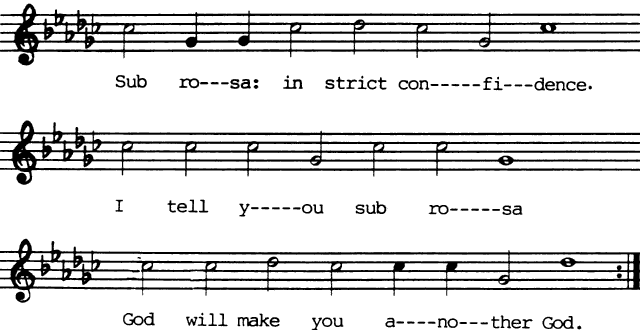 Sub ro---sa: in strict con-----fi---dence.
I tell y-----ou sub ro-----sa
God will make you a----no---ther God.